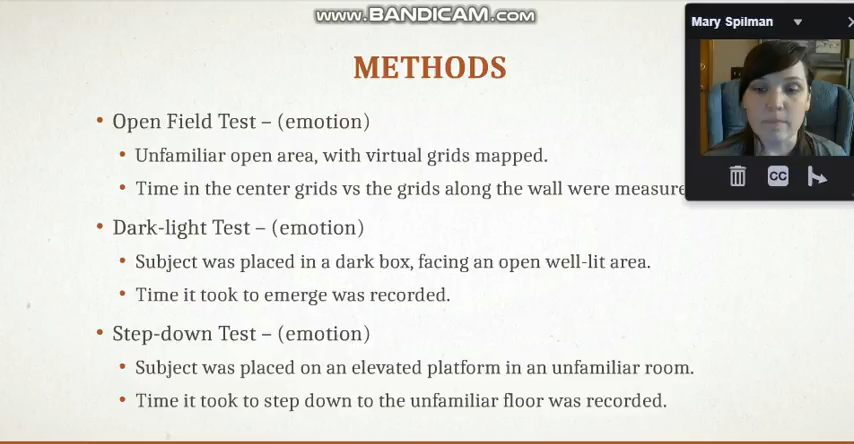 www.BANDICAM.com
Mary Spilman
METHODS
• Open Field Test – (emotion)
• Unfamiliar open area, with virtual grids mapped.
• Time in the center grids vs the grids along the wall were measure
CC
• Dark-light Test – (emotion)
• Subject was placed in a dark box, facing an open well-lit area.
• Time it took to emerge was recorded.
• Step-down Test – (emotion)
• Subject was placed on an elevated platform in an unfamiliar room.
• Time it took to step down to the unfamiliar floor was recorded.